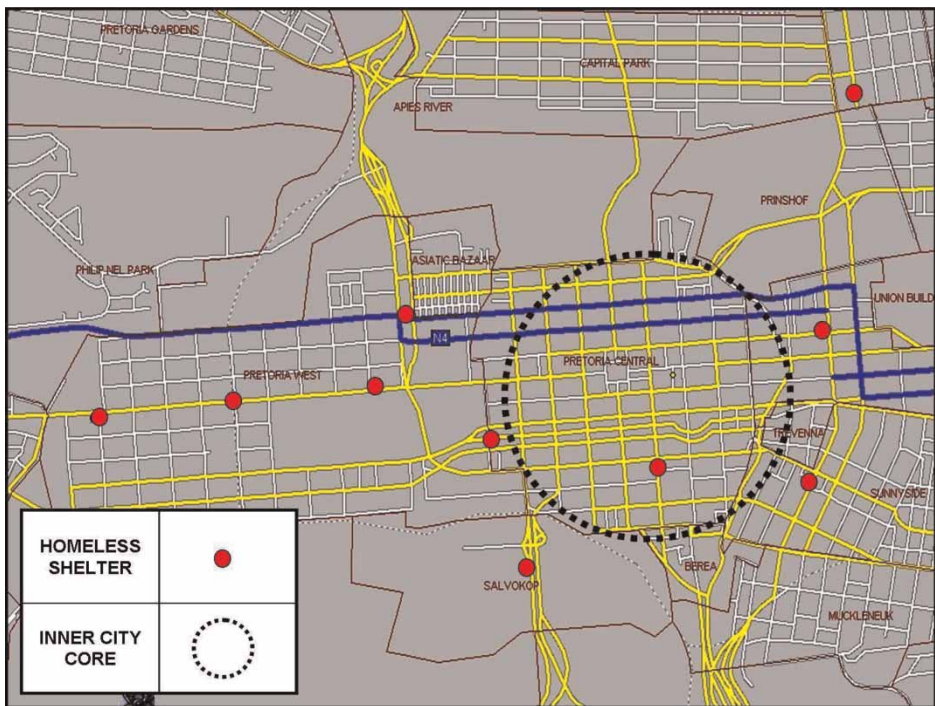 PRETORIA GARDENS
CAPITAL PARK
APIES RIVER
PRINSHOF
ASIATIC BAZAAR
PHILIP NEL PARK
UNION BUILD
N4
PRETORIA CENTRAL
PRETORIA WEST
TREVENNA
SUNNYSIDE
BEREA
SALVOKOP
MUCKLENEUK
HOMELESS
SHELTER
INNER CITY
CORE